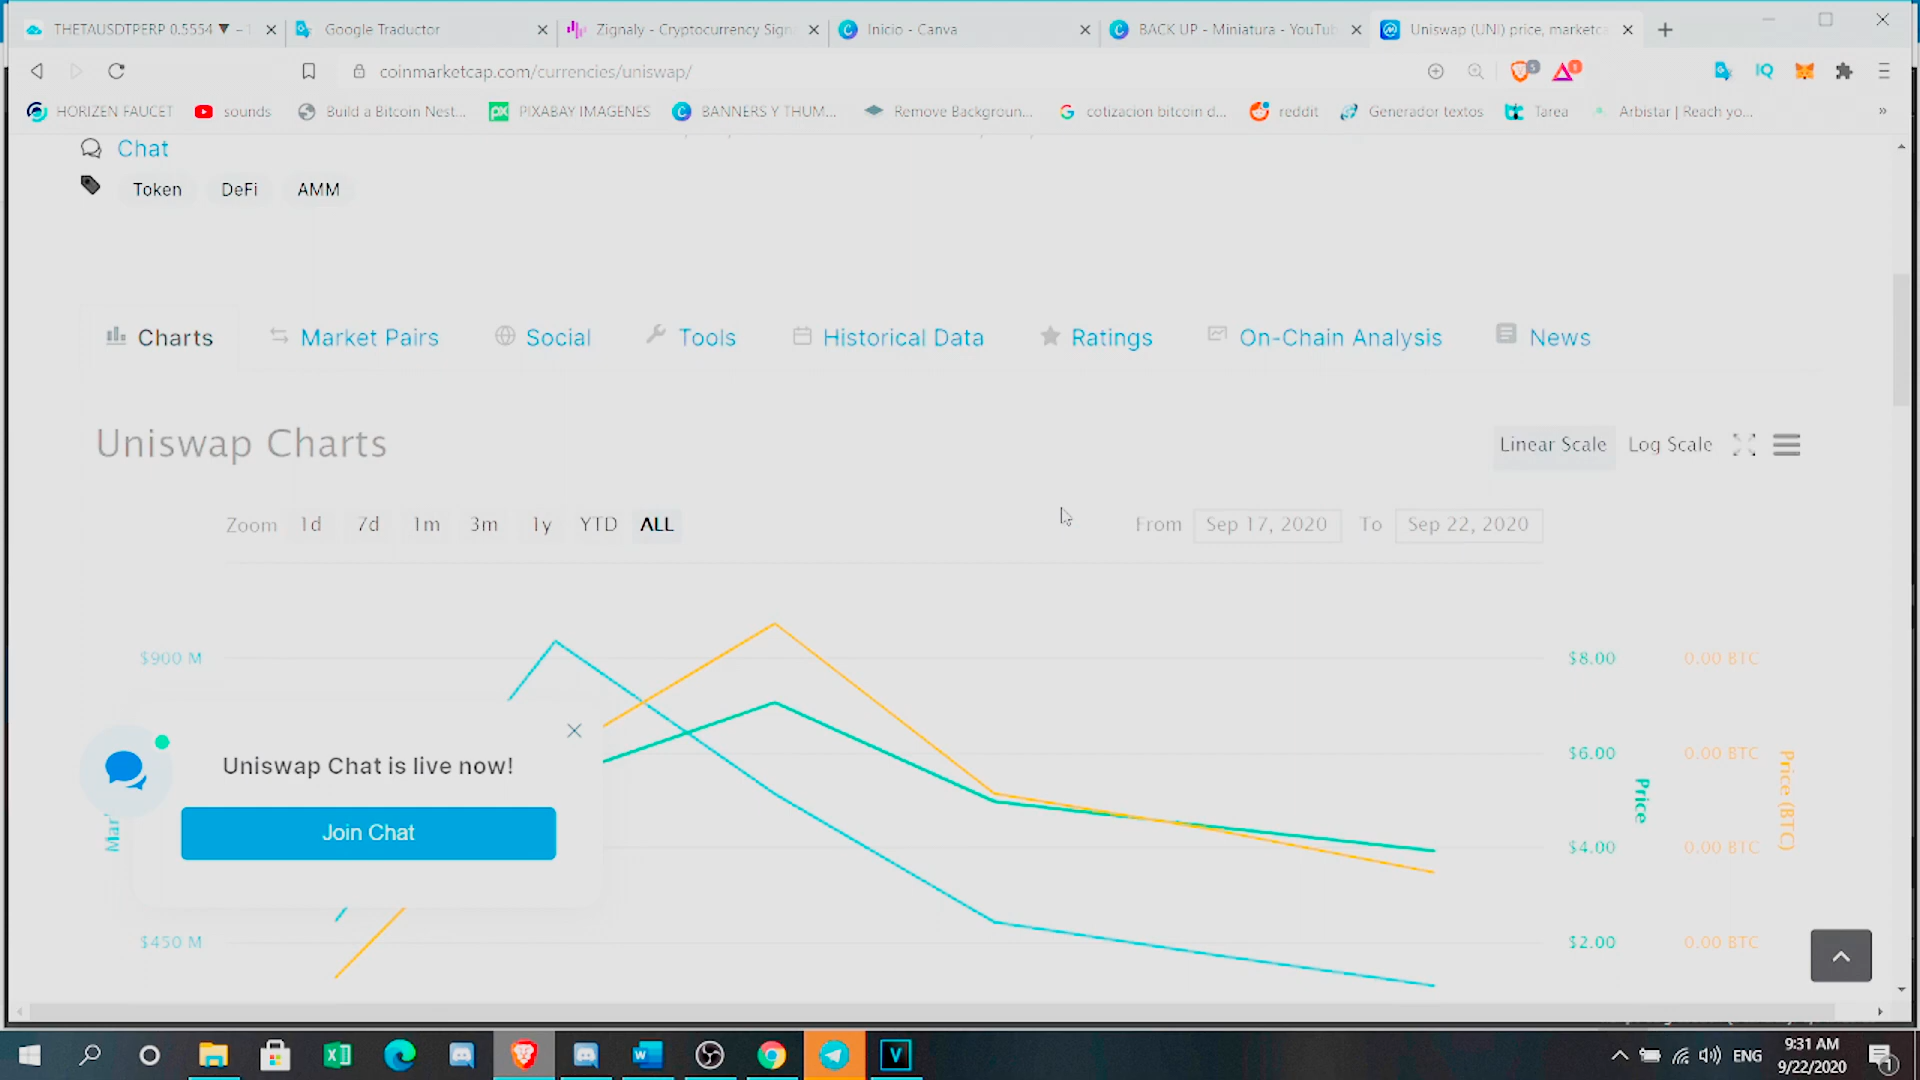 THETAUSDTPERP 0.5554 ▼ −
Google Traductor
Zignaly - Cryptocurrency Sign
Inicio - Canva
BACK UP - Miniatura - YouTub
Uniswap (UNI) price, marketca
coinmarketcap.com/currencies/uniswap/
HORIZEN FAUCET
sounds
Build a Bitcoin Nest...
PIXABAY IMAGENES
BANNERS Y THUM...
Remove Backgroun...
cotizacion bitcoin d...
reddit
Generador textos
Tarea
Arbistar | Reach yo...
»
Chat
Token DeFi AMM
Charts Market Pairs Social Tools Historical Data Ratings On-Chain Analysis News
Uniswap Charts
Linear Scale Log Scale
Zoom 1d 7d 1m 3m 1y YTD ALL
From Sep 17, 2020 To Sep 22, 2020
$900 M
$8.00 0.00 BTC
$6.00 0.00 BTC
Uniswap Chat is live now!
Join Chat
Price
Price (BTC)
$4.00 0.00 BTC
$450 M
$2.00 0.00 BTC
ENG
9:31 AM
9/22/2020